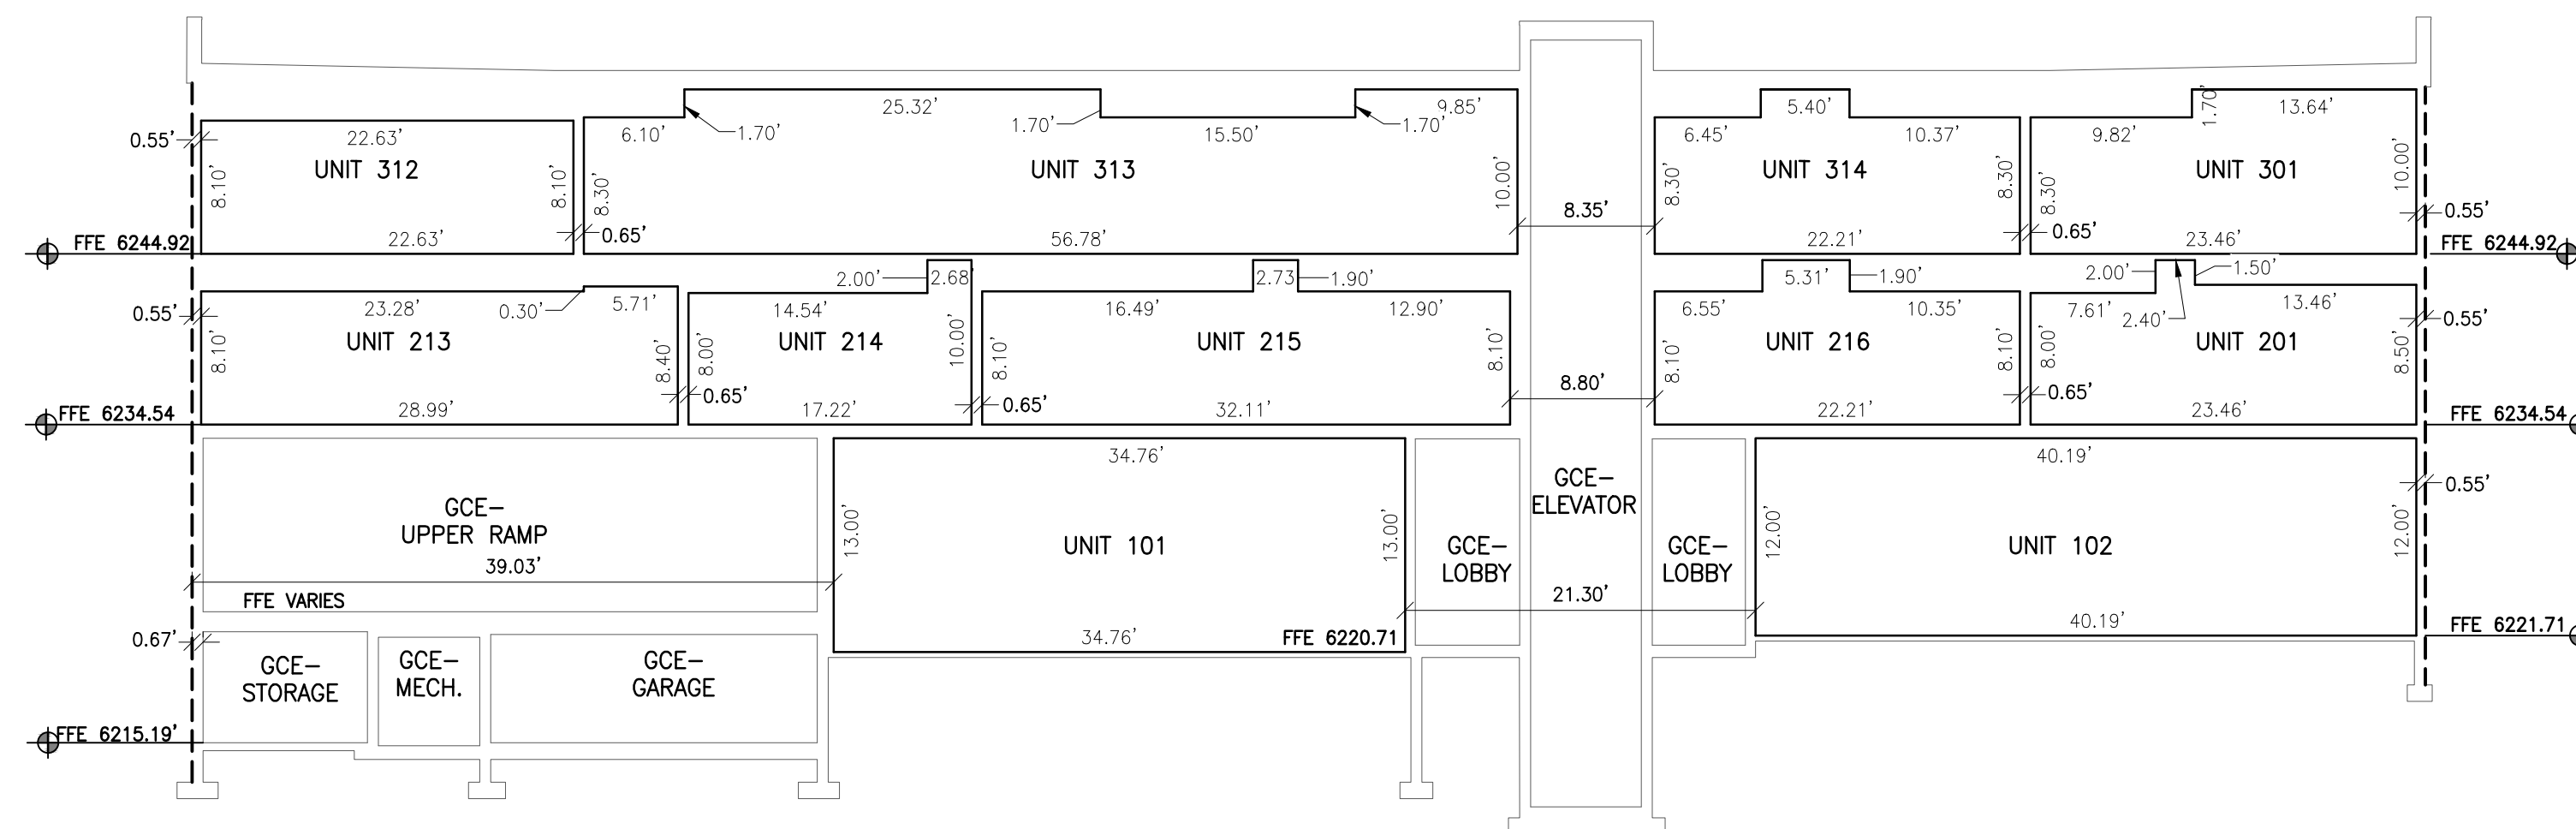 25.32' 9.85' 5.40' 13.64'
1.70'
0.55' 22.63' 6.10' 1.70' 1.70' 15.50' 1.70' 6.45' 10.37' 9.82'
UNIT 312 UNIT 313 UNIT 314 UNIT 301
8.10' 8.10' 8.30' 10.00' 8.30' 8.30' 8.30' 10.00'
8.35' 0.55'
FFE 6244.92 22.63' 0.65' 56.78' 22.21' 0.65' 23.46' FFE 6244.92
2.00' 2.68' 2.73' 1.90' 5.31' 1.90' 2.00' 1.50'
0.55' 23.28' 0.30' 5.71' 14.54' 16.49' 12.90' 6.55' 10.35' 7.61' 2.40' 13.46' 0.55'
UNIT 213 UNIT 214 UNIT 215 UNIT 216 UNIT 201
8.10' 8.40' 8.00' 10.00' 8.10' 8.10' 8.10' 8.10' 8.00' 8.50'
0.65' 0.65' 8.80' 0.65'
FFE 6234.54 28.99' 17.22' 32.11' 22.21' 23.46' FFE 6234.54
34.76' 40.19'
0.55'
GCE-
UPPER RAMP
39.03'
FFE VARIES
13.00' UNIT 101 13.00'
GCE-
LOBBY
GCE-
ELEVATOR
GCE-
LOBBY
12.00' UNIT 102 12.00'
21.30'
34.76' FFE 6220.71
40.19' FFE 6221.71
0.67'
GCE-
STORAGE
GCE-
MECH.
GCE-
GARAGE
FFE 6215.19'